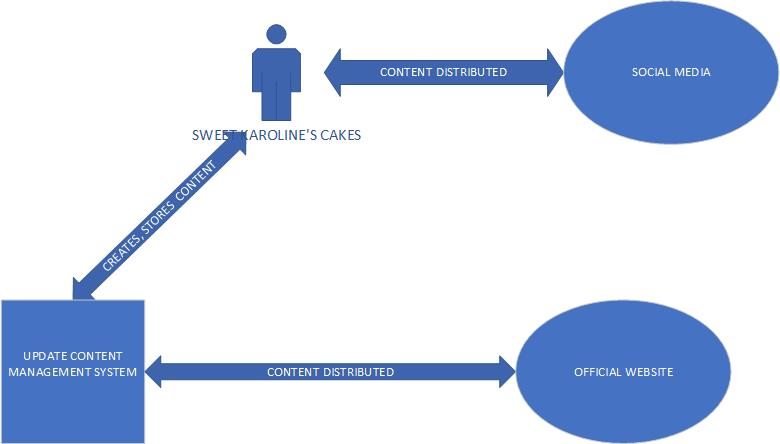 CONTENT DISTRIBUTED
SOCIAL MEDIA
SWEET KAROLINE'S CAKES
CREATES, STORES CONTENT
UPDATE CONTENT
MANAGEMENT SYSTEM
CONTENT DISTRIBUTED
OFFICIAL WEBSITE